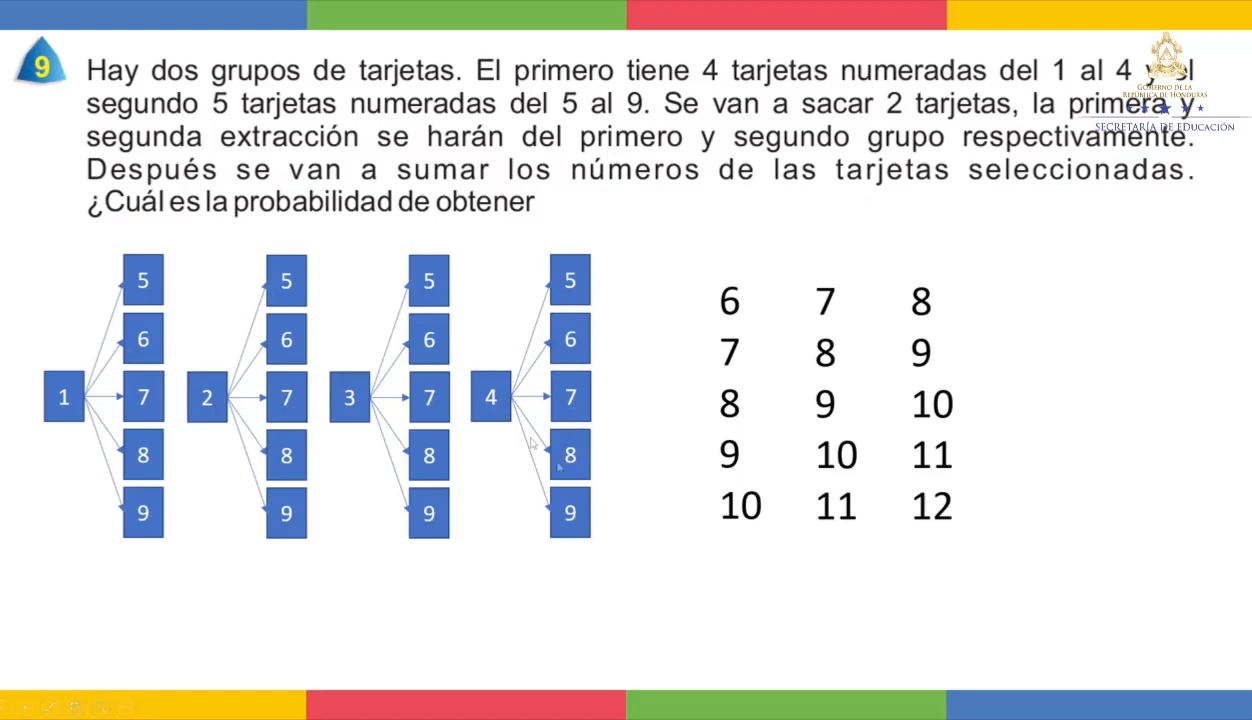 9
Hay dos grupos de tarjetas. El primero tiene 4 tarjetas numeradas del 1 al 4 y el
segundo 5 tarjetas numeradas del 5 al 9. Se van a sacar 2 tarjetas, la primera y
segunda extracción se harán del primero y segundo grupo respectivamente.
Después se van a sumar los números de las tarjetas seleccionadas.
¿Cuál es la probabilidad de obtener
GOBIERNO DE LA
REPÚBLICA DE HONDURAS
SECRETARÍA DE EDUCACIÓN
5 5 5 5
6 6 6 6
1 7 2 7 3 7 4 7
8 8 8 8
9 9 9 9
6 7 8
7 8 9
8 9 10
9 10 11
10 11 12